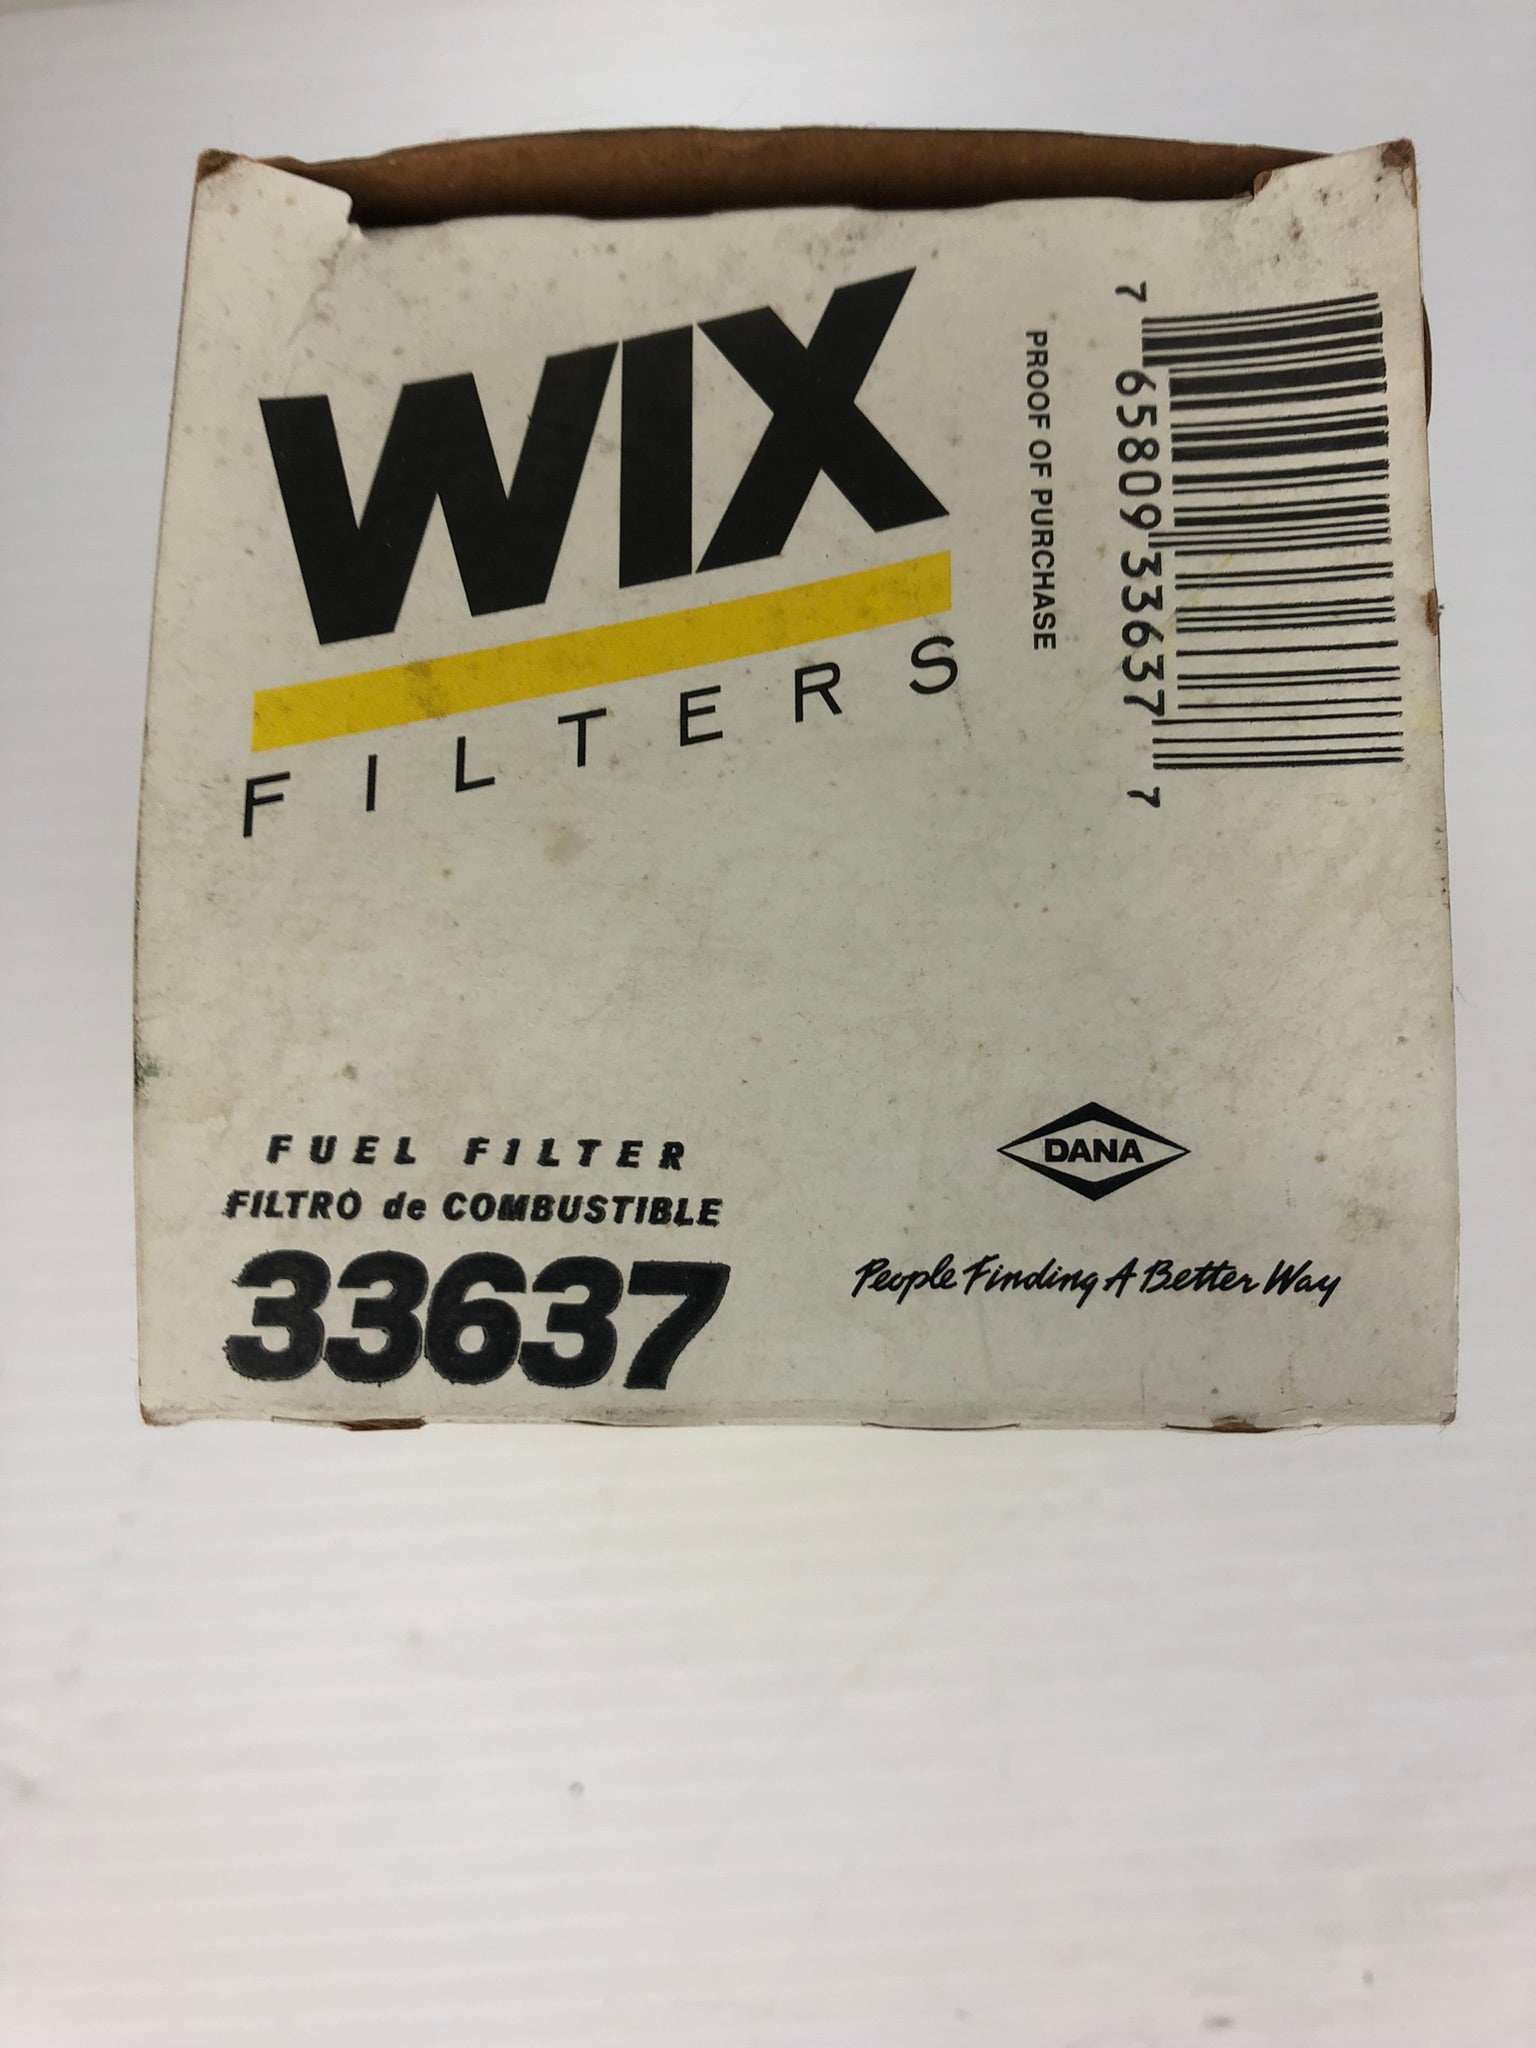 WIX
FILTERS
PROOF OF PURCHASE
7 65809 33637 7
FUEL FILTER
FILTRO de COMBUSTIBLE
33637
DANA
People Finding A Better Way